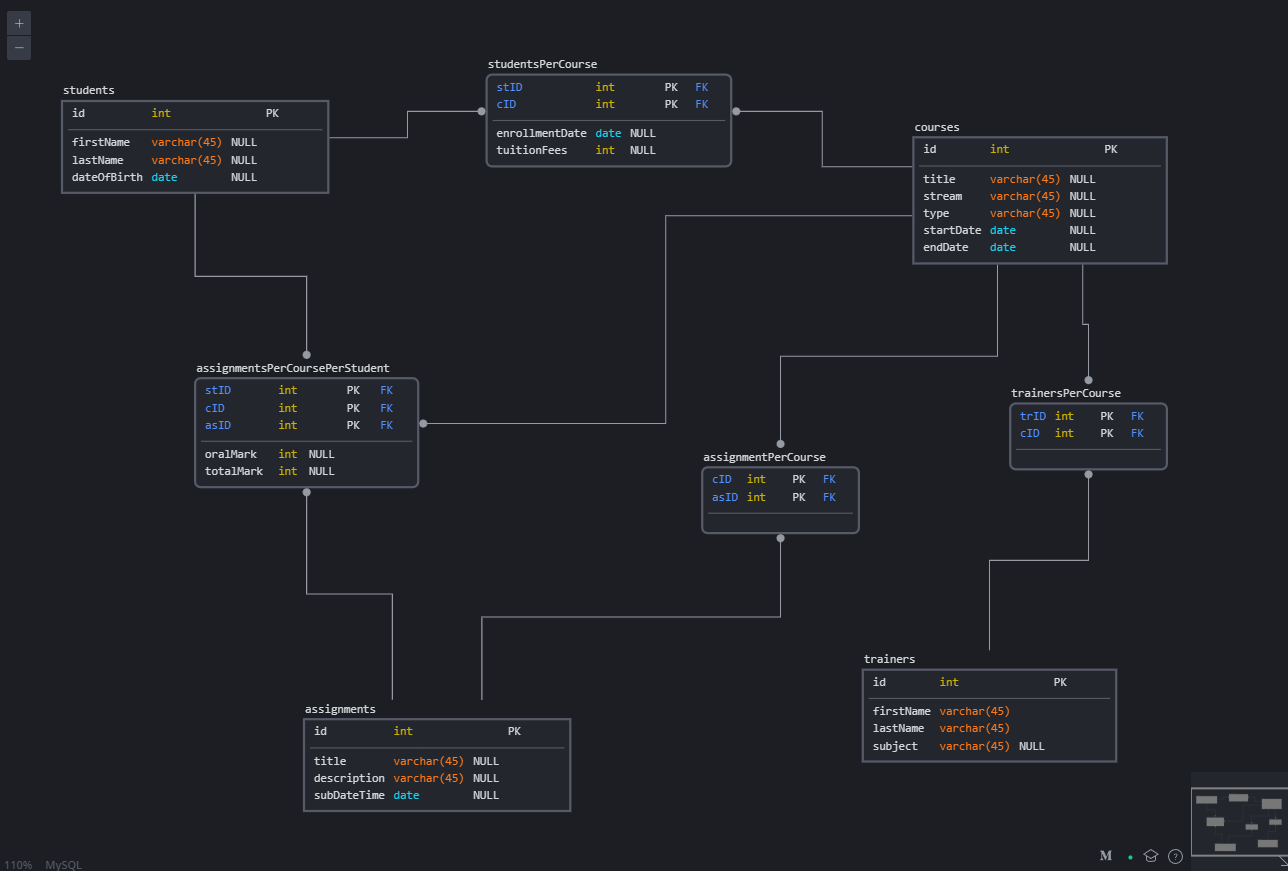 +
−
students
id int PK
firstName varchar(45) NULL
lastName varchar(45) NULL
dateOfBirth date NULL
studentsPerCourse
stID int PK FK
cID int PK FK
enrollmentDate date NULL
tuitionFees int NULL
courses
id int PK
title varchar(45) NULL
stream varchar(45) NULL
type varchar(45) NULL
startDate date NULL
endDate date NULL
assignmentsPerCoursePerStudent
stID int PK FK
cID int PK FK
asID int PK FK
oralMark int NULL
totalMark int NULL
assignmentPerCourse
cID int PK FK
asID int PK FK
trainersPerCourse
trID int PK FK
cID int PK FK
assignments
id int PK
title varchar(45) NULL
description varchar(45) NULL
subDateTime date NULL
trainers
id int PK
firstName varchar(45)
lastName varchar(45)
subject varchar(45) NULL
110% MySQL
M ?